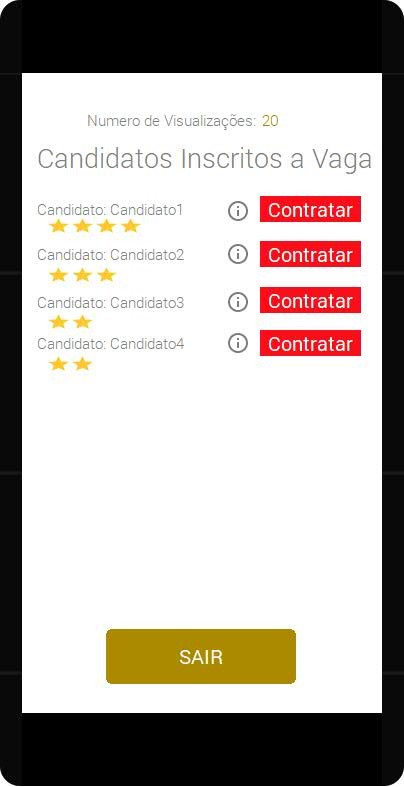 Numero de Visualizações: 20
Candidatos Inscritos a Vaga
Candidato: Candidato1 Contratar
Candidato: Candidato2 Contratar
Candidato: Candidato3 Contratar
Candidato: Candidato4 Contratar
SAIR